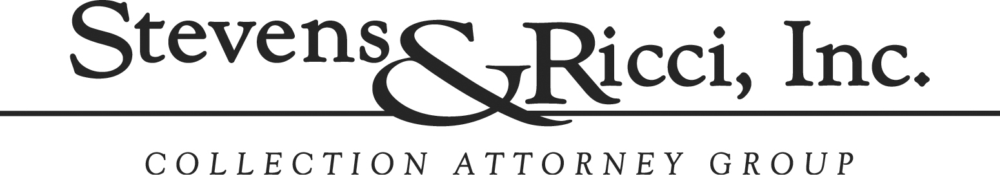 Stevens & Ricci, Inc.
COLLECTION ATTORNEY GROUP